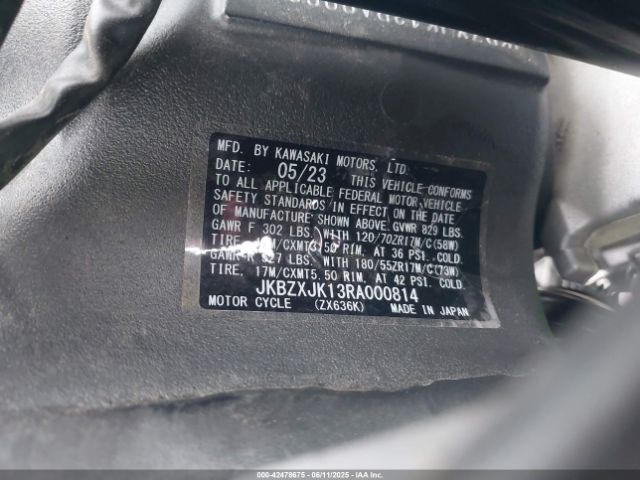 MFD. BY KAWASAKI MOTORS, LTD.
DATE: 05/23 THIS VEHICLE CONFORMS
TO ALL APPLICABLE FEDERAL MOTOR VEHICLE
SAFETY STANDARDS IN EFFECT ON THE DATE
OF MANUFACTURE SHOWN ABOVE. GVWR 829 LBS.
GAWR F 302 LBS. WITH 120/70ZR17M/C(58W)
TIRE, RIM. AT 36 PSI. COLD.
GAWR LBS. WITH 180/55ZR17M/C(73W)
TIRE, 17M/CXMT5.50 RIM. AT 42 PSI. COLD.
JKBZXJK13RA000814
MOTOR CYCLE (ZX636K) MADE IN JAPAN
000-42478675 - 06/11/2025 - IAA Inc.